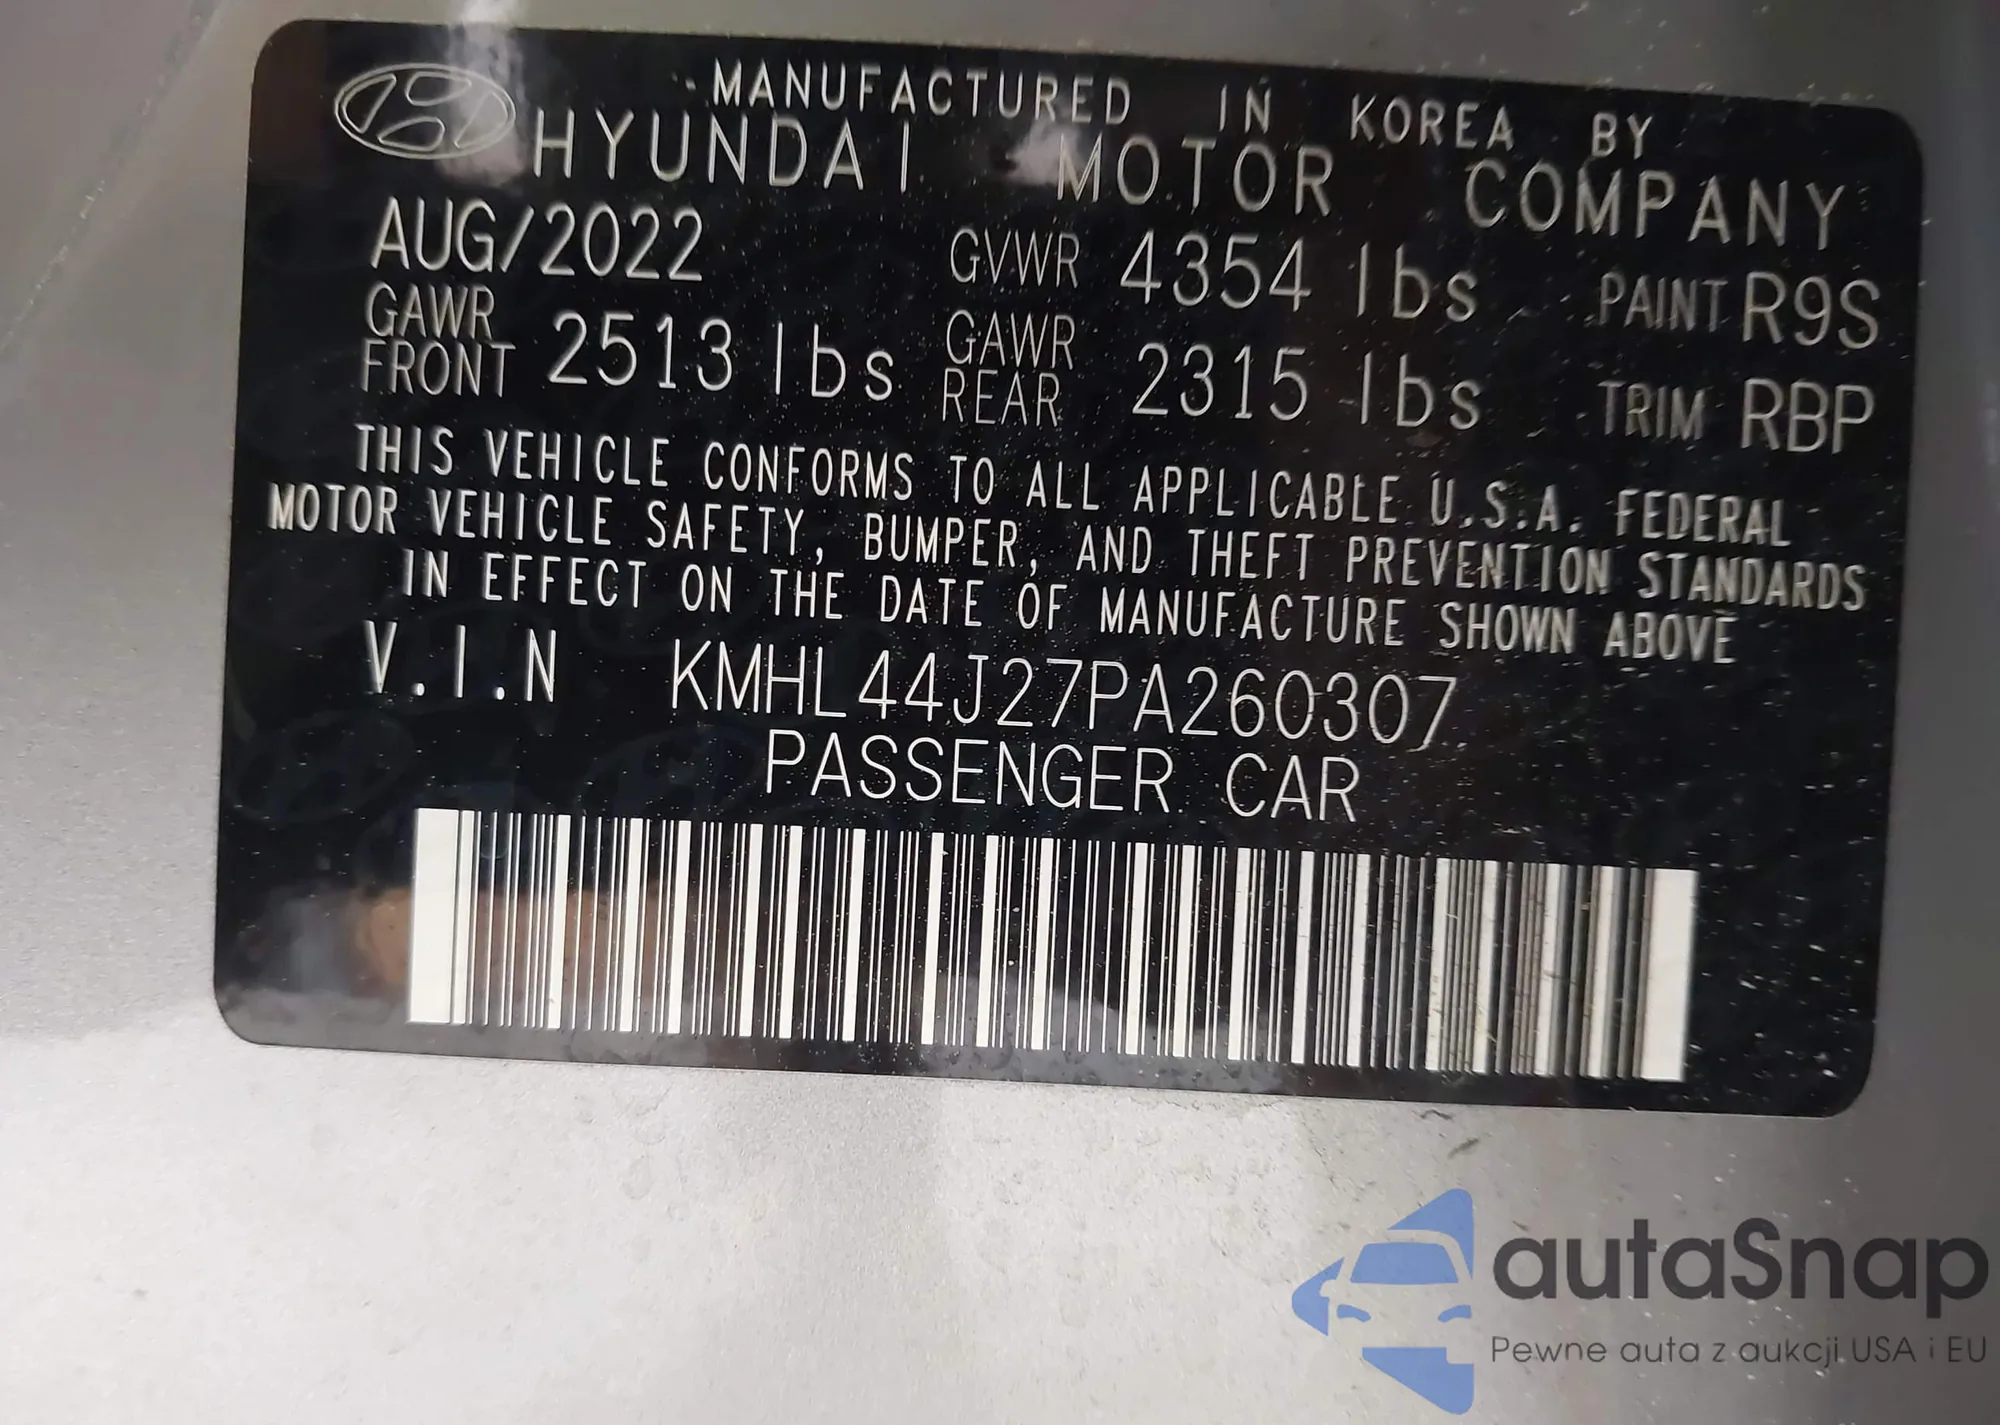 MANUFACTURED IN KOREA BY
HYUNDAI MOTOR COMPANY
AUG/2022 GVWR 4354 lbs PAINT R9S
GAWR FRONT 2513 lbs GAWR REAR 2315 lbs TRIM RBP
THIS VEHICLE CONFORMS TO ALL APPLICABLE U.S.A. FEDERAL
MOTOR VEHICLE SAFETY, BUMPER, AND THEFT PREVENTION STANDARDS
IN EFFECT ON THE DATE OF MANUFACTURE SHOWN ABOVE
V.I.N KMHL44J27PA260307
PASSENGER CAR
autaSnap
Pewne auta z aukcji USA i EU